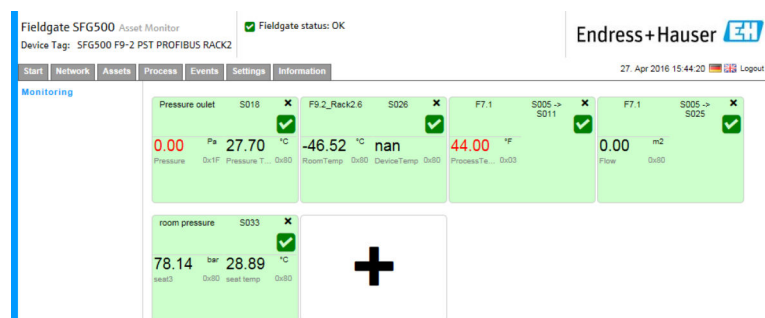 Fieldgate SFG500 Asset Monitor
Fieldgate status: OK
Device Tag: SFG500 F9-2 PST PROFIBUS RACK2
Endress+Hauser EH
Start Network Assets Process Events Settings Information
27. Apr 2016 15:44:20 Logout
Monitoring
Pressure oulet S018
0.00 Pa 27.70 °C
Pressure 0x1F Pressure T... 0x80
F9.2_Rack2.6 S026
-46.52 °C nan
RoomTemp 0x80 DeviceTemp 0x80
F7.1 S005 ->
S011
44.00 °F
ProcessTe... 0x03
F7.1 S005 ->
S025
0.00 m2
Flow 0x80
room pressure S033
78.14 bar 28.89 °C
seat3 0x80 seat temp 0x80